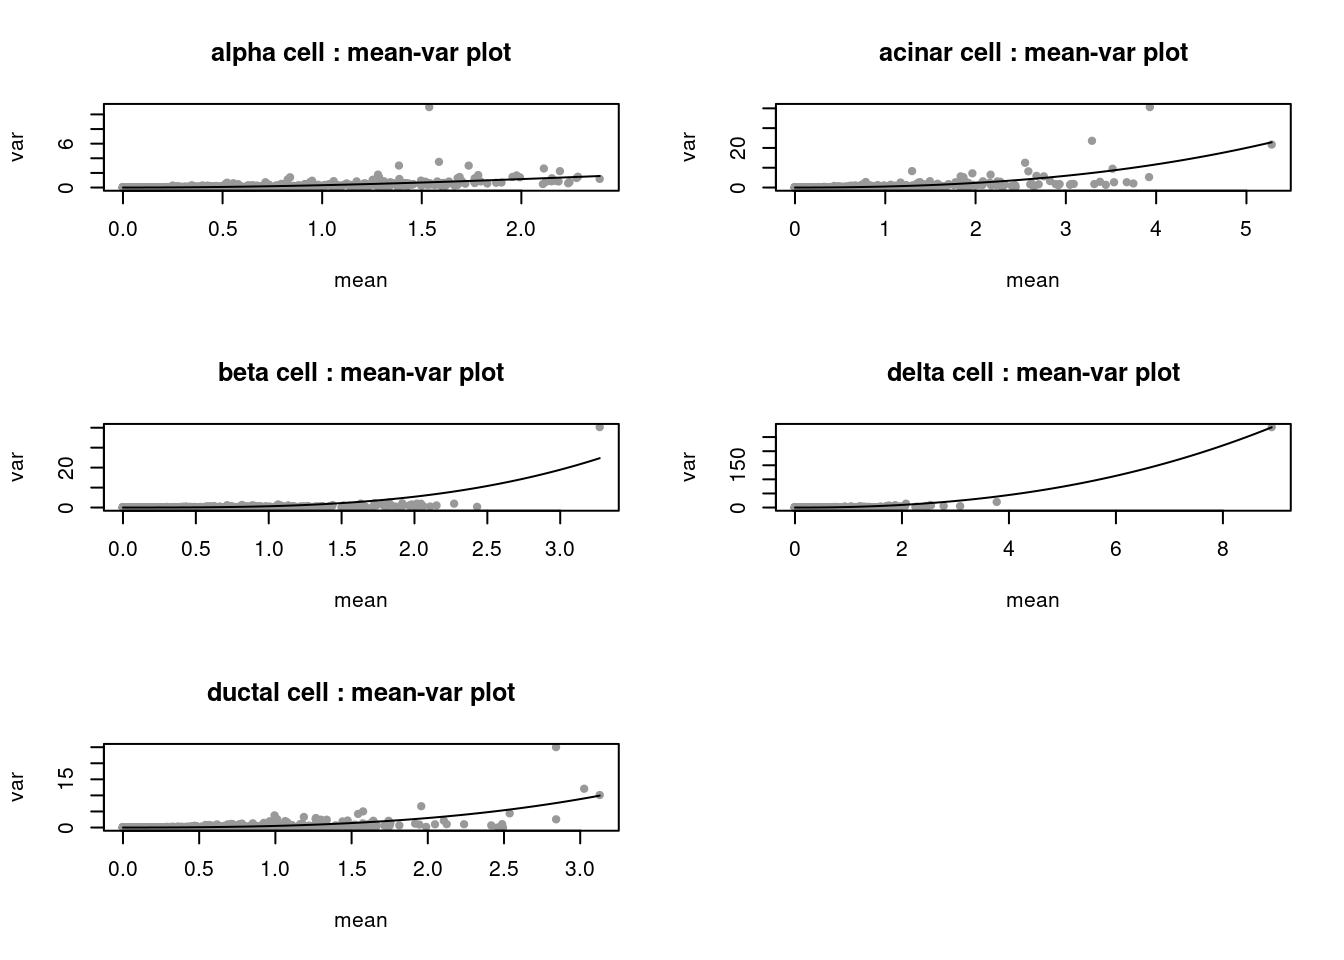 alpha cell : mean-var plot
var
0 6
0.0 0.5 1.0 1.5 2.0
mean
acinar cell : mean-var plot
var
0 20
0 1 2 3 4 5
mean
beta cell : mean-var plot
var
0 20
0.0 0.5 1.0 1.5 2.0 2.5 3.0
mean
delta cell : mean-var plot
var
0 150
0 2 4 6 8
mean
ductal cell : mean-var plot
var
0 15
0.0 0.5 1.0 1.5 2.0 2.5 3.0
mean